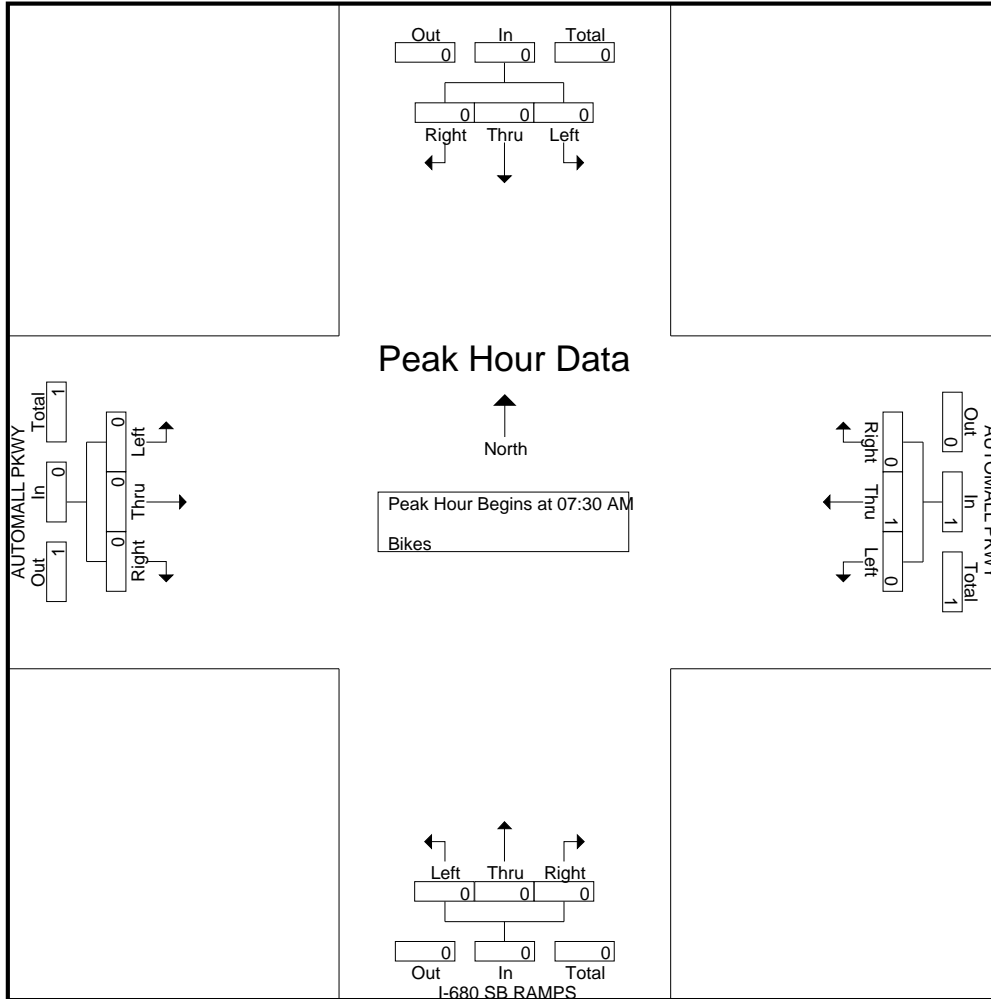 Out In Total
0 0 0
0 0 0
Right Thru Left
Peak Hour Data
North
Peak Hour Begins at 07:30 AM
Bikes
AUTOMALL PKWY
Out In Total
1 0 1
0 0 0
Right Thru Left
AUTOMALL PKWY
Out In Total
0 1 1
0 1 0
Right Thru Left
Left Thru Right
0 0 0
0 0 0
Out In Total
I-680 SB RAMPS